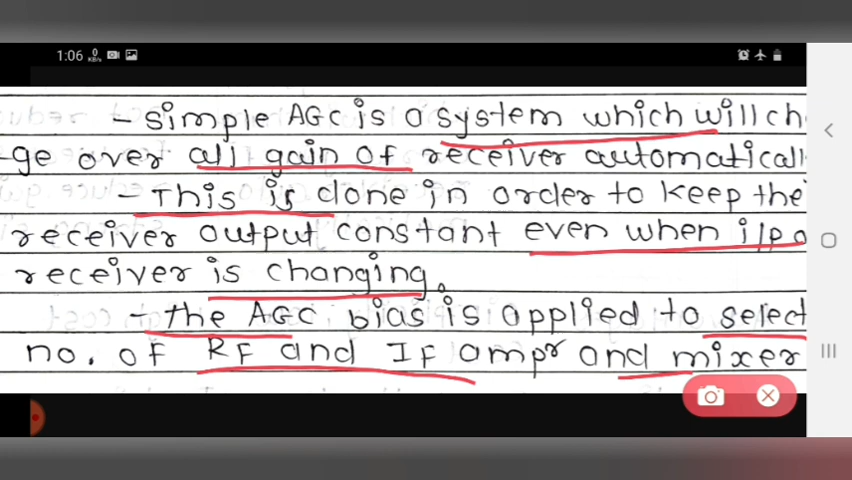 1:06 0 KB/s
- simple AGC is a system which will ch
-ge over all gain of receiver automaticall
- This is done in order to keep the
receiver output constant even when i/p o
receiver is changing.
- the AGC bias is applied to select
no. of RF and IF ampr and mixer